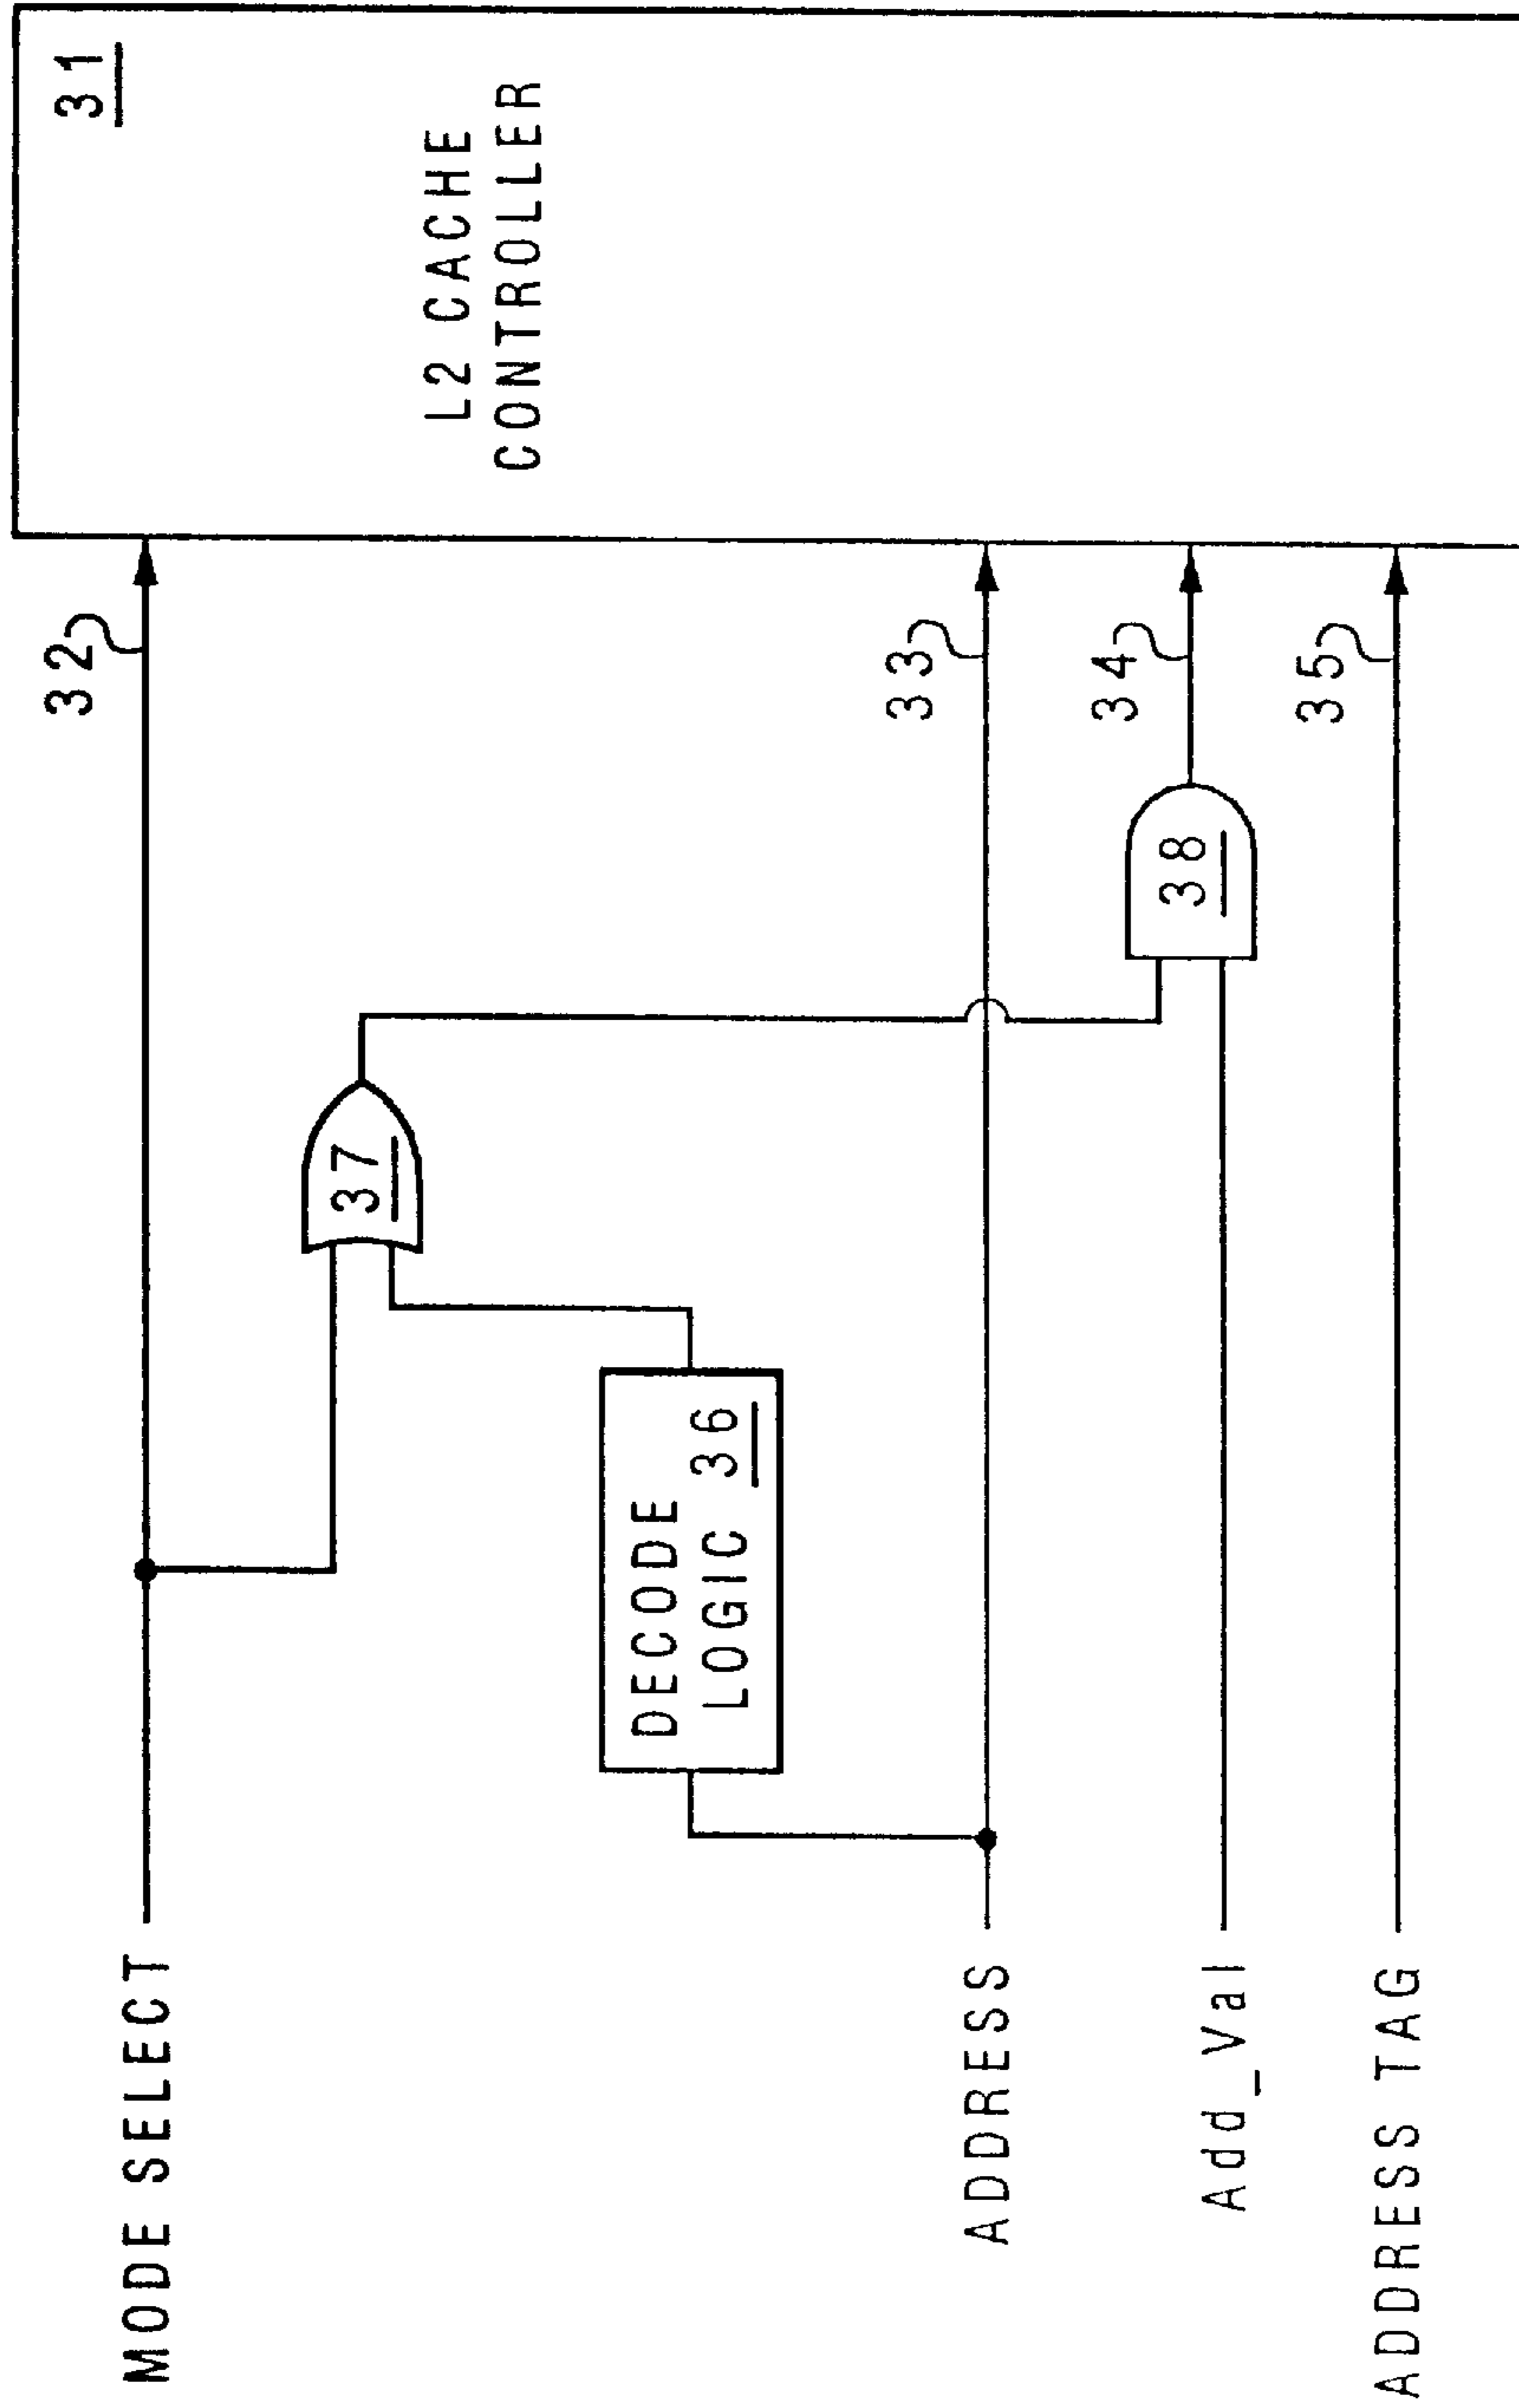 31
L2 CACHE
CONTROLLER
32
33
34
35
38
37
DECODE
LOGIC 36
MODE SELECT
ADDRESS
Add_Val
ADDRESS TAG